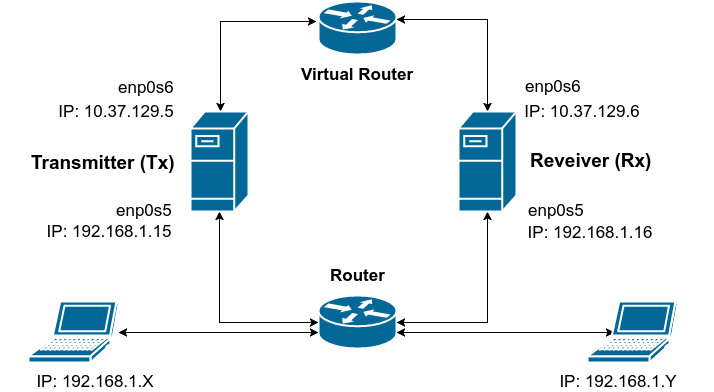 Virtual Router
enp0s6
IP: 10.37.129.5
enp0s6
IP: 10.37.129.6
Transmitter (Tx)
Reveiver (Rx)
enp0s5
IP: 192.168.1.15
enp0s5
IP: 192.168.1.16
Router
IP: 192.168.1.X
IP: 192.168.1.Y